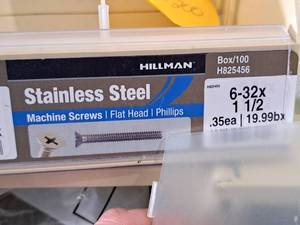 HILLMAN
Box/100
H825456
Stainless Steel
Machine Screws | Flat Head | Phillips
6-32x
1 1/2
.35ea | 19.99bx